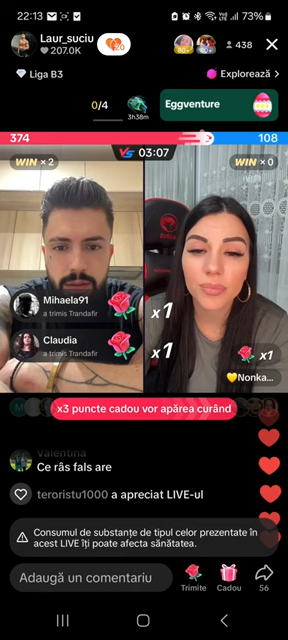 22:13
73%
Laur_suciu
207.0K
20
80+
50+
438
Liga B3
Explorează >
0/4
3h38m
Eggventure
374
108
VS 03:07
WIN × 2
WIN × 0
Mihaela91
a trimis Trandafir
Claudia
a trimis Trandafir
x1
x1
x1
💛Nonka...
x3 puncte cadou vor apărea curând
Valentina
Ce râs fals are
teroristu1000 a apreciat LIVE-ul
Consumul de substanțe de tipul celor prezentate în
acest LIVE îți poate afecta sănătatea.
Adaugă un comentariu
Trimite
Cadou
56